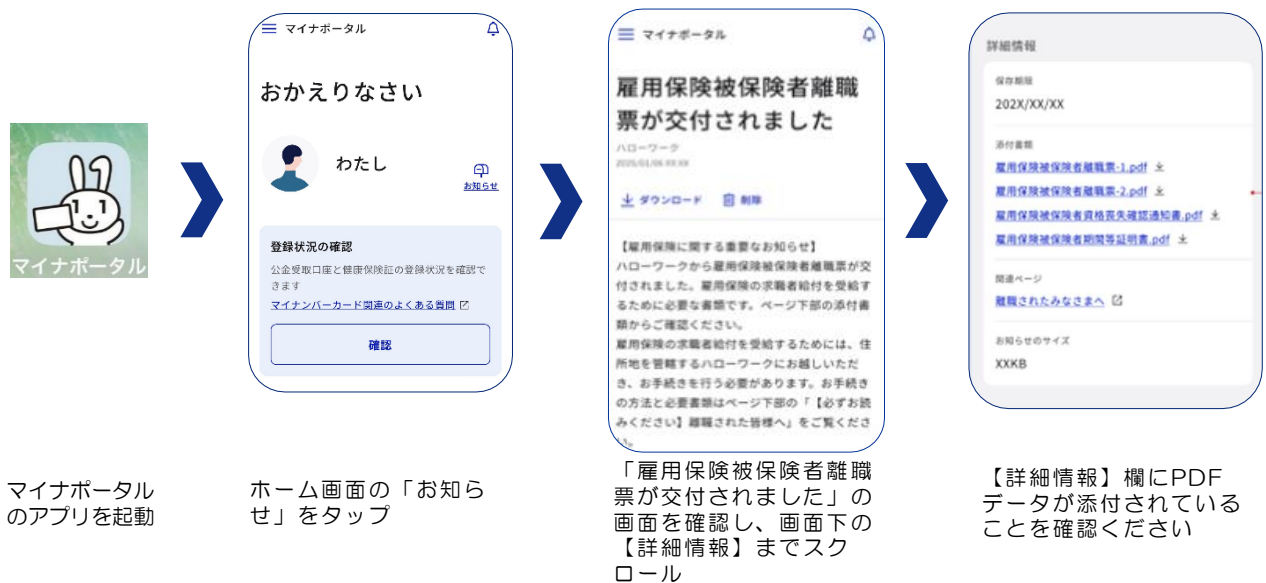 マイナポータル
マイナポータル
のアプリを起動
マイナポータル
おかえりなさい
わたし
お知らせ
登録状況の確認
公金受取口座と健康保険証の登録状況を確認で
きます
マイナンバーカード関連のよくある質問
確認
ホーム画面の「お知ら
せ」をタップ
マイナポータル
雇用保険被保険者離職
票が交付されました
ハローワーク
ダウンロード 削除
【雇用保険に関する重要なお知らせ】
ハローワークから雇用保険被保険者離職票が交
付されました。雇用保険の求職者給付を受給す
るために必要な書類です。ページ下部の添付書
類からご確認ください。
雇用保険の求職者給付を受給するためには、住
所地を管轄するハローワークにお越しいただ
き、お手続きを行う必要があります。お手続き
の方法と必要書類はページ下部の「【必ずお読
みください】離職された皆様へ」をご覧くださ
い。
「雇用保険被保険者離職
票が交付されました」の
画面を確認し、画面下の
【詳細情報】までスク
ロール
詳細情報
保存期限
202X/XX/XX
添付書類
雇用保険被保険者離職票-1.pdf
雇用保険被保険者離職票-2.pdf
雇用保険被保険者資格喪失確認通知書.pdf
雇用保険被保険者期間等証明書.pdf
関連ページ
離職されたみなさまへ
お知らせのサイズ
XXKB
【詳細情報】欄にPDF
データが添付されている
ことを確認ください